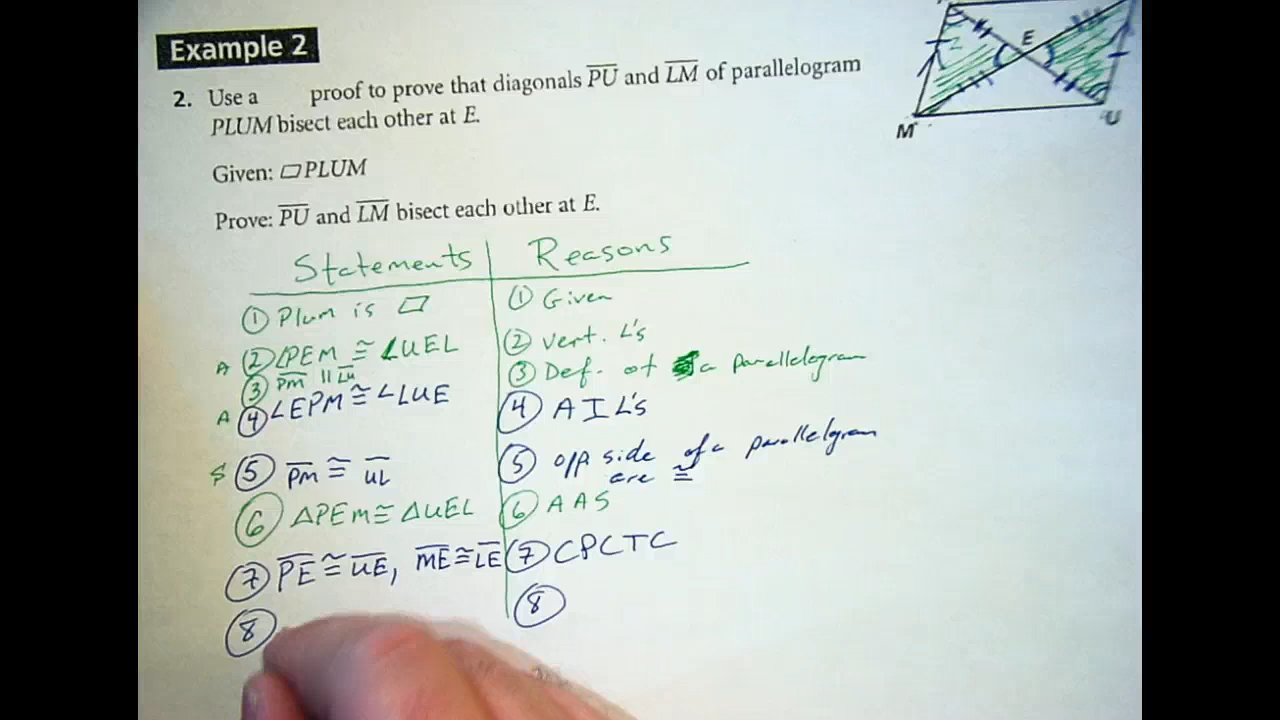 Example 2
2. Use a proof to prove that diagonals PU and LM of parallelogram
PLUM bisect each other at E.
Given: ▱PLUM
Prove: PU and LM bisect each other at E.
E
M
U
Statements Reasons
① Plum is ▱ ① Given
A ② ∠PEM ≅ ∠UEL ② vert. ∠'s
③ PM || LU ③ Def. of a parallelogram
A ④ ∠EPM ≅ ∠LUE ④ A I ∠'s
S ⑤ PM ≅ UL ⑤ opp side of a parallelgram
are ≅
⑥ △PEM ≅ △UEL ⑥ AAS
⑦ PE ≅ UE, ME ≅ LE ⑦ CPCTC
⑧ ⑧